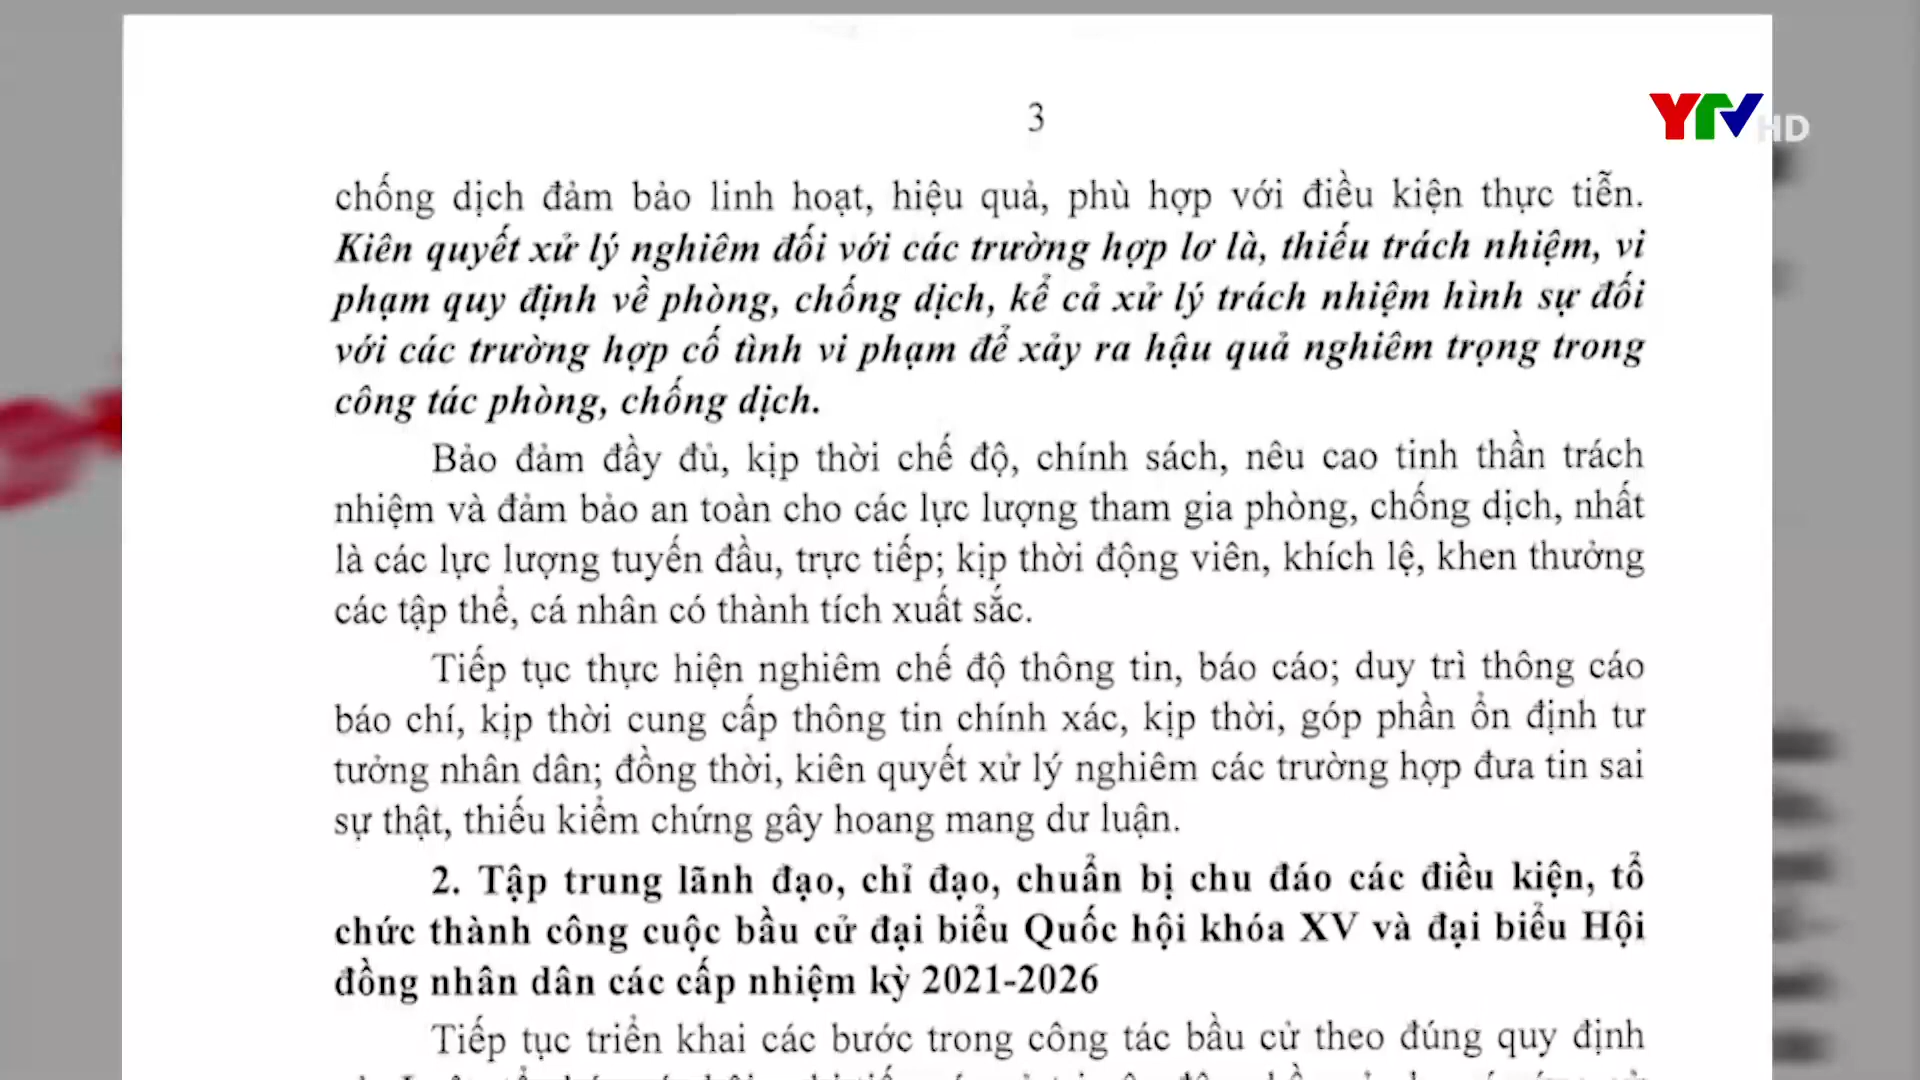 3
YTV HD
chống dịch đảm bảo linh hoạt, hiệu quả, phù hợp với điều kiện thực tiễn.
Kiên quyết xử lý nghiêm đối với các trường hợp lơ là, thiếu trách nhiệm, vi
phạm quy định về phòng, chống dịch, kể cả xử lý trách nhiệm hình sự đối
với các trường hợp cố tình vi phạm để xảy ra hậu quả nghiêm trọng trong
công tác phòng, chống dịch.
Bảo đảm đầy đủ, kịp thời chế độ, chính sách, nêu cao tinh thần trách
nhiệm và đảm bảo an toàn cho các lực lượng tham gia phòng, chống dịch, nhất
là các lực lượng tuyến đầu, trực tiếp; kịp thời động viên, khích lệ, khen thưởng
các tập thể, cá nhân có thành tích xuất sắc.
Tiếp tục thực hiện nghiêm chế độ thông tin, báo cáo; duy trì thông cáo
báo chí, kịp thời cung cấp thông tin chính xác, kịp thời, góp phần ổn định tư
tưởng nhân dân; đồng thời, kiên quyết xử lý nghiêm các trường hợp đưa tin sai
sự thật, thiếu kiểm chứng gây hoang mang dư luận.
2. Tập trung lãnh đạo, chỉ đạo, chuẩn bị chu đáo các điều kiện, tổ
chức thành công cuộc bầu cử đại biểu Quốc hội khóa XV và đại biểu Hội
đồng nhân dân các cấp nhiệm kỳ 2021-2026
Tiếp tục triển khai các bước trong công tác bầu cử theo đúng quy định